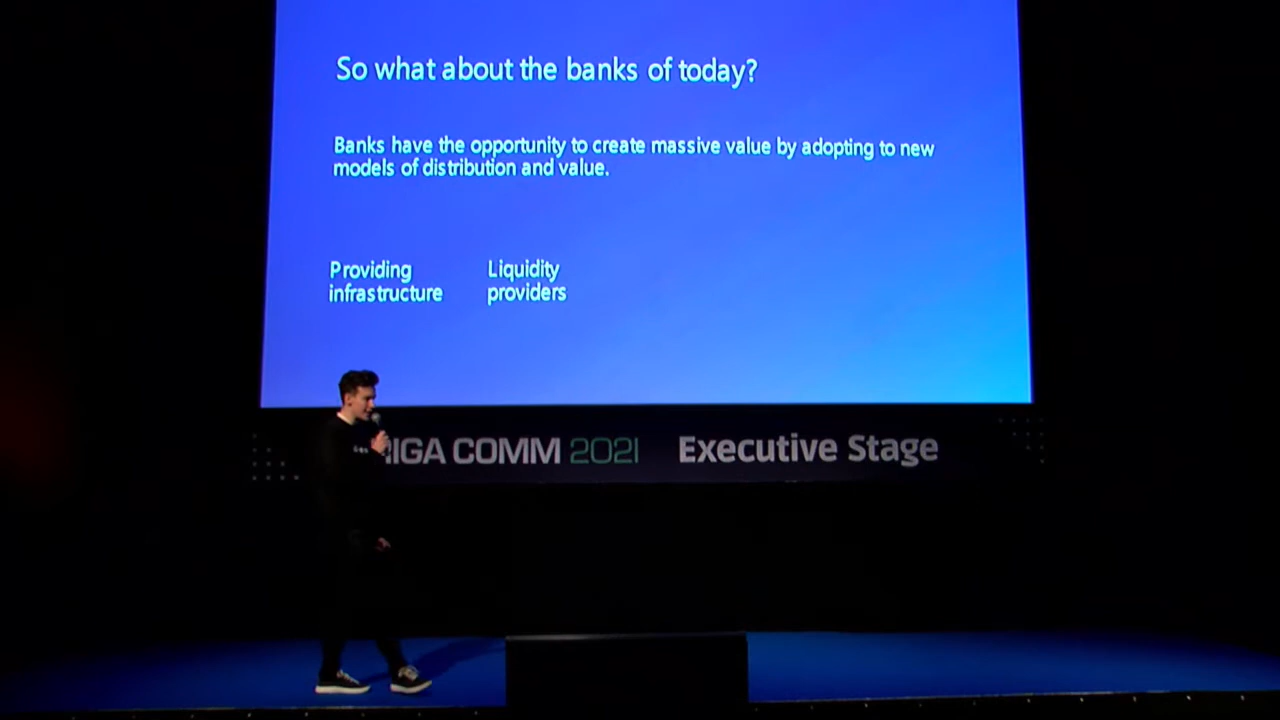 So what about the banks of today?
Banks have the opportunity to create massive value by adopting to new
models of distribution and value.
Providing
infrastructure
Liquidity
providers
IGA COMM 2021 Executive Stage